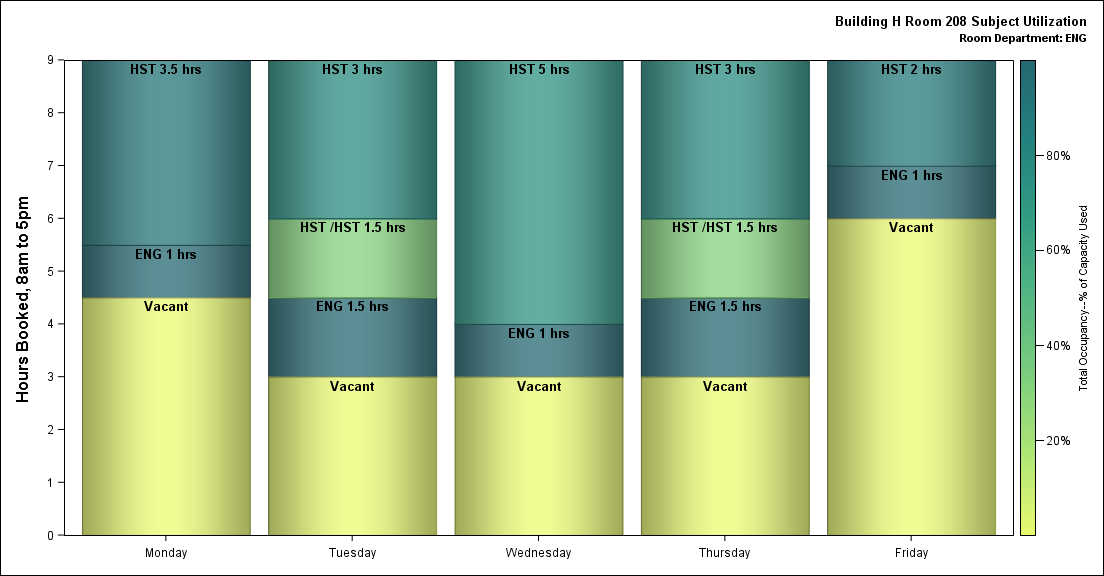 Building H Room 208 Subject Utilization
Room Department: ENG
Hours Booked, 8am to 5pm
9
8
7
6
5
4
3
2
1
0
HST 3.5 hrs
ENG 1 hrs
Vacant
HST 3 hrs
HST /HST 1.5 hrs
ENG 1.5 hrs
Vacant
HST 5 hrs
ENG 1 hrs
Vacant
HST 3 hrs
HST /HST 1.5 hrs
ENG 1.5 hrs
Vacant
HST 2 hrs
ENG 1 hrs
Vacant
Monday
Tuesday
Wednesday
Thursday
Friday
80%
60%
40%
20%
Total Occupancy--% of Capacity Used